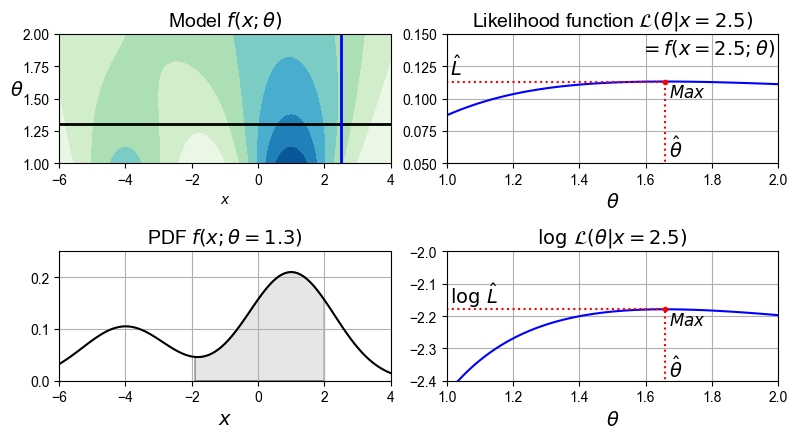 Model f(x; θ)
2.00
1.75
θ
1.50
1.25
1.00
−6
−4
−2
0
2
4
x
Likelihood function ℒ(θ|x = 2.5)
= f(x = 2.5; θ)
0.150
L̂
0.125
0.100
Max
0.075
θ̂
0.050
1.0
1.2
1.4
1.6
1.8
2.0
θ
PDF f(x; θ = 1.3)
0.2
0.1
0.0
−6
−4
−2
0
2
4
x
log ℒ(θ|x = 2.5)
−2.0
−2.1
log L̂
−2.2
Max
−2.3
θ̂
−2.4
1.0
1.2
1.4
1.6
1.8
2.0
θ